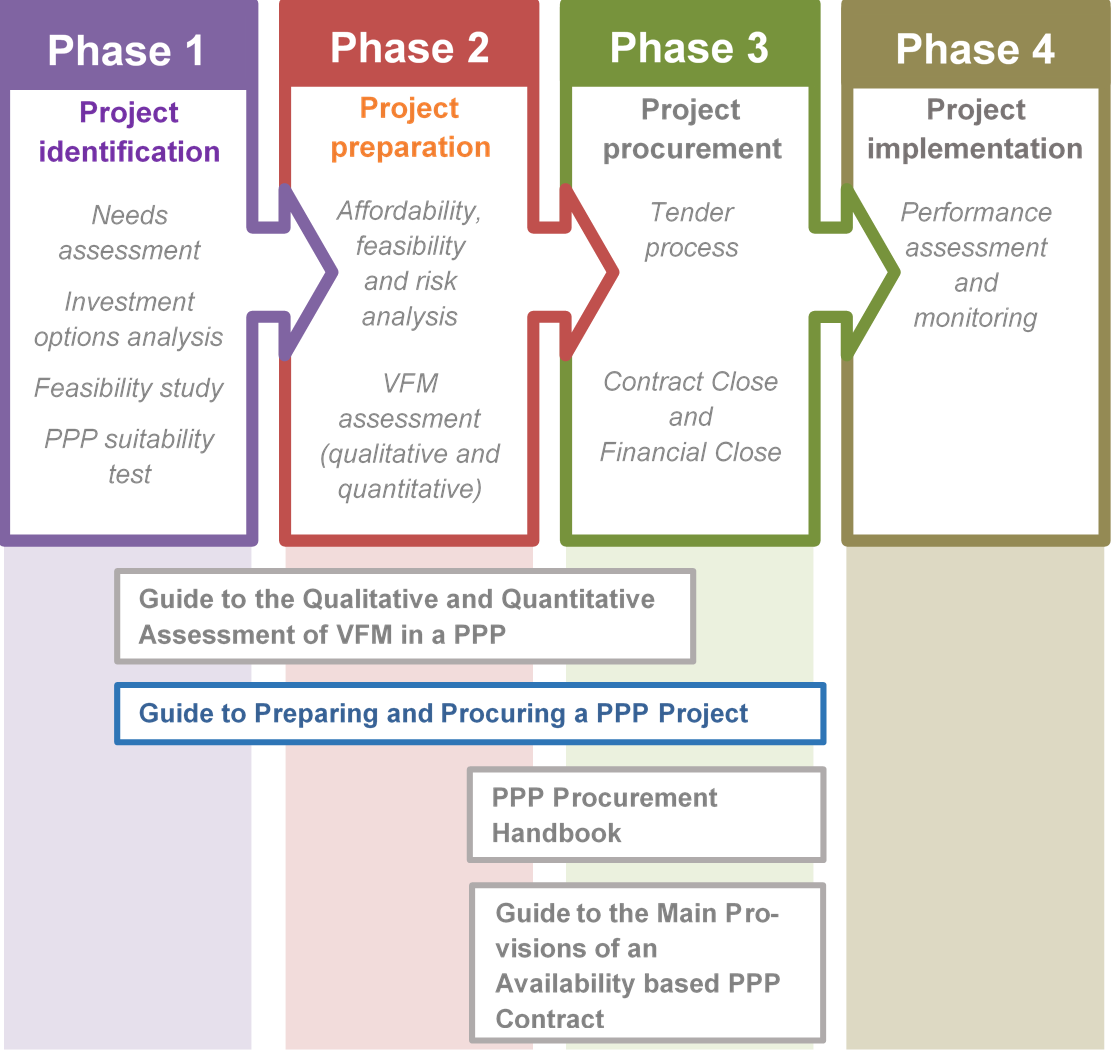 Phase 1
Project
identification
Needs
assessment
Investment
options analysis
Feasibility study
PPP suitability
test
Phase 2
Project
preparation
Affordability,
feasibility
and risk
analysis
VFM
assessment
(qualitative and
quantitative)
Phase 3
Project
procurement
Tender
process
Contract Close
and
Financial Close
Phase 4
Project
implementation
Performance
assessment
and
monitoring
Guide to the Qualitative and Quantitative
Assessment of VFM in a PPP
Guide to Preparing and Procuring a PPP Project
PPP Procurement
Handbook
Guide to the Main Pro-
visions of an
Availability based PPP
Contract